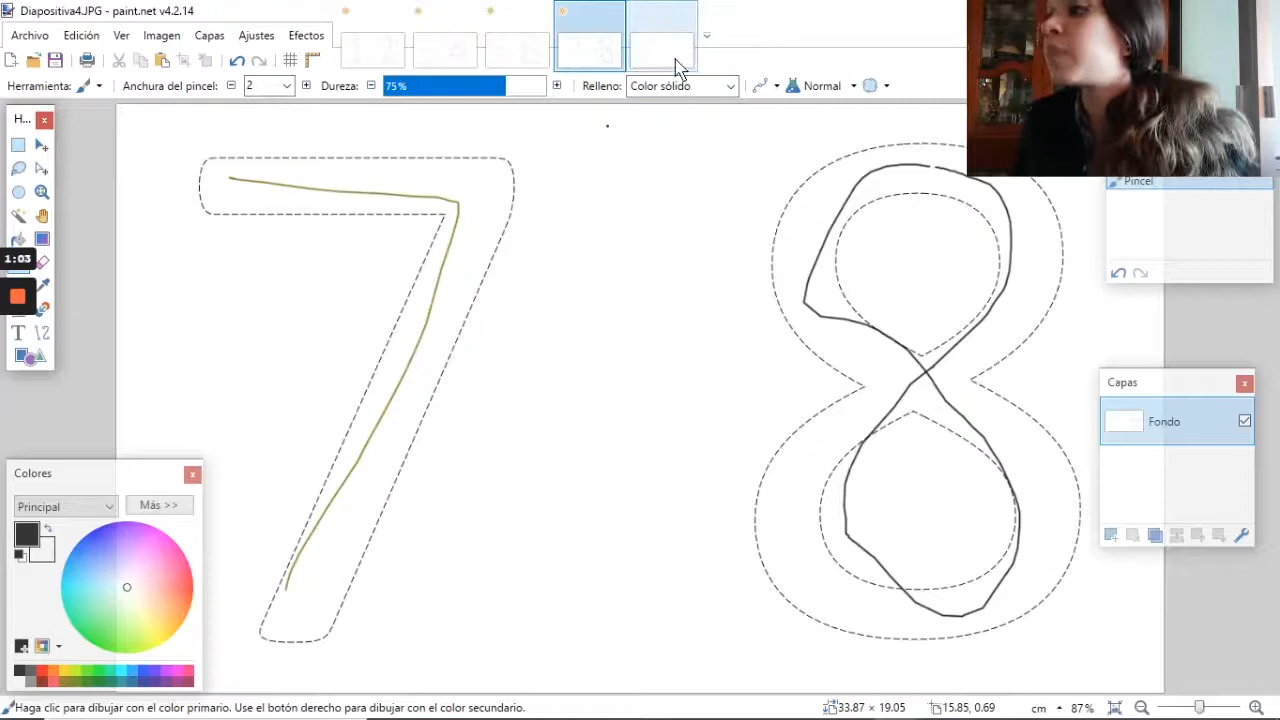 Diapositiva4.JPG - paint.net v4.2.14
Archivo Edición Ver Imagen Capas Ajustes Efectos
Herramienta: Anchura del pincel: 2 Dureza: 75% Relleno: Color sólido Normal
H...
Pincel
7 8
1:03
T
Capas
Fondo
Colores
Principal Más >>
Haga clic para dibujar con el color primario. Use el botón derecho para dibujar con el color secundario. 33.87 × 19.05 15.85, 0.69 cm 87%